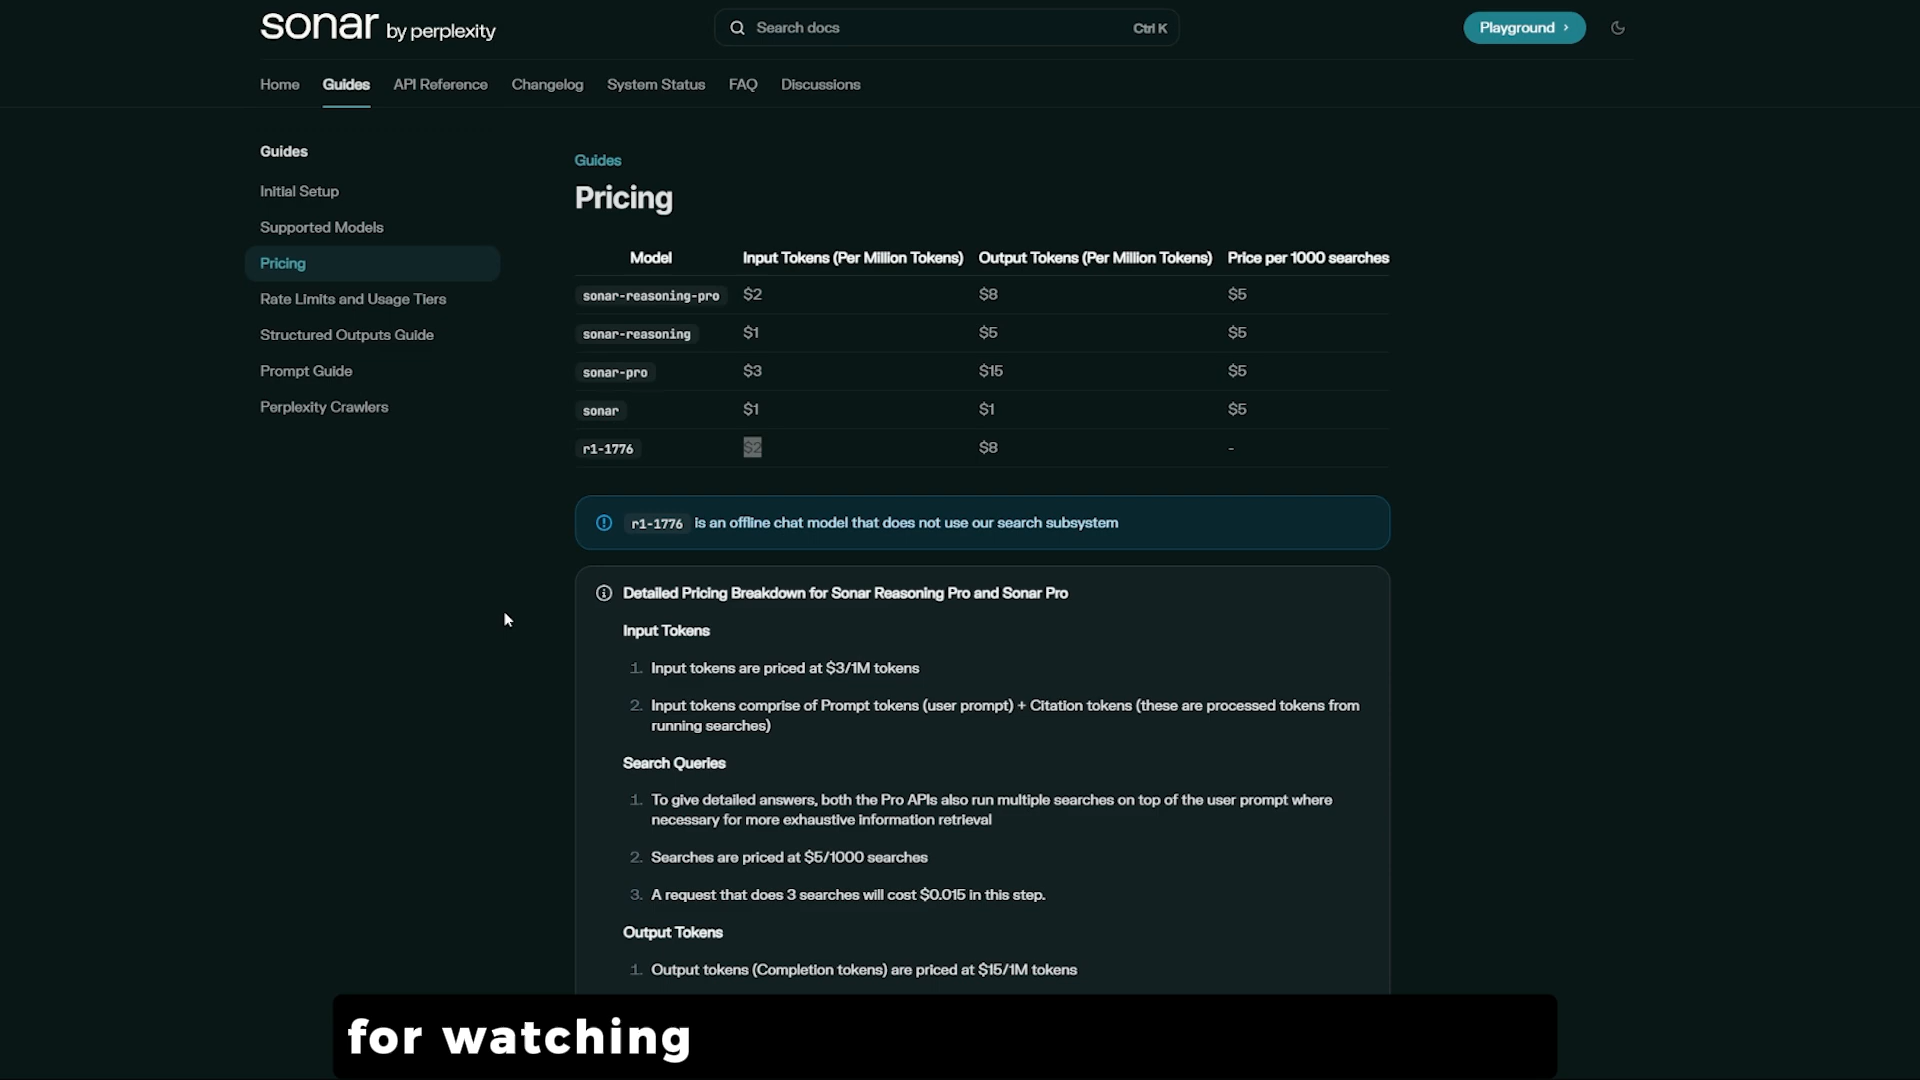 sonar by perplexity
Search docs
Ctrl K
Playground
Home
Guides
API Reference
Changelog
System Status
FAQ
Discussions
Guides
Initial Setup
Supported Models
Pricing
Rate Limits and Usage Tiers
Structured Outputs Guide
Prompt Guide
Perplexity Crawlers
Guides
Pricing
Model Input Tokens (Per Million Tokens) Output Tokens (Per Million Tokens) Price per 1000 searches
sonar-reasoning-pro $2 $8 $5
sonar-reasoning $1 $5 $5
sonar-pro $3 $15 $5
sonar $1 $1 $5
r1-1776 $2 $8 -
r1-1776 is an offline chat model that does not use our search subsystem
Detailed Pricing Breakdown for Sonar Reasoning Pro and Sonar Pro
Input Tokens
1. Input tokens are priced at $3/1M tokens
2. Input tokens comprise of Prompt tokens (user prompt) + Citation tokens (these are processed tokens from
running searches)
Search Queries
1. To give detailed answers, both the Pro APIs also run multiple searches on top of the user prompt where
necessary for more exhaustive information retrieval
2. Searches are priced at $5/1000 searches
3. A request that does 3 searches will cost $0.015 in this step.
Output Tokens
1. Output tokens (Completion tokens) are priced at $15/1M tokens
for watching